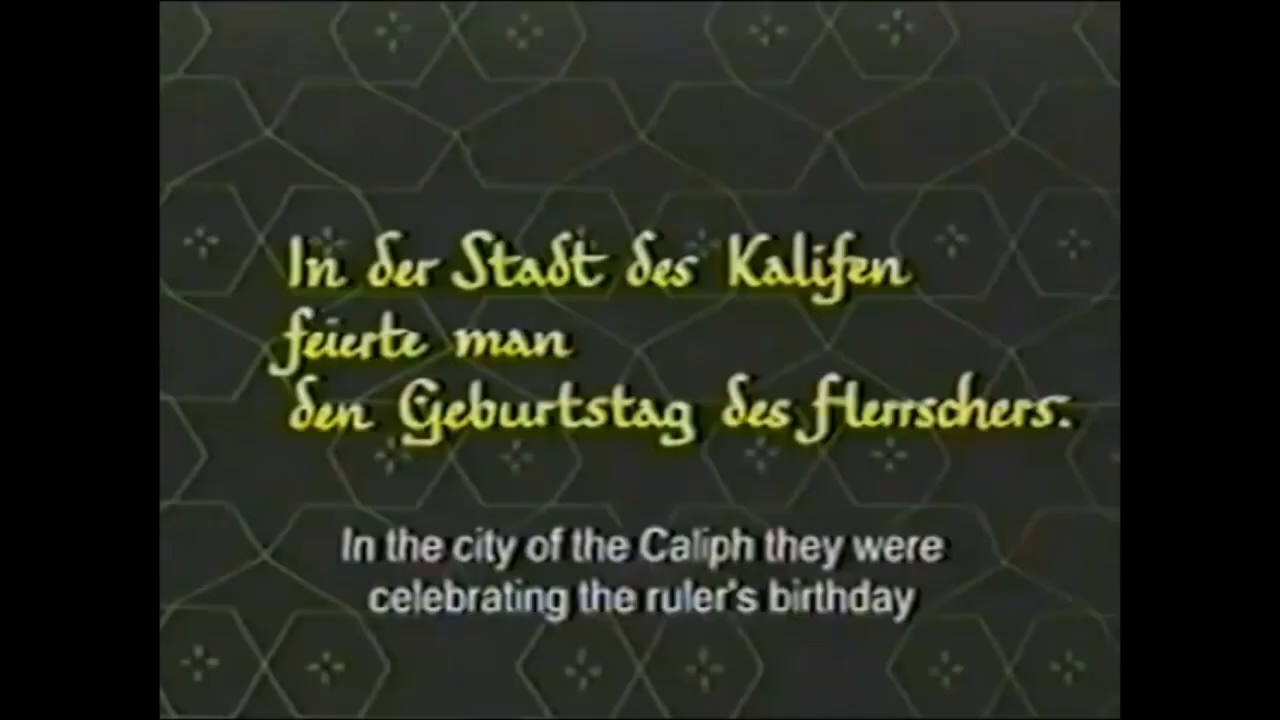 In der Stadt des Kalifen
feierte man
den Geburtstag des Herrschers.
In the city of the Caliph they were
celebrating the ruler's birthday